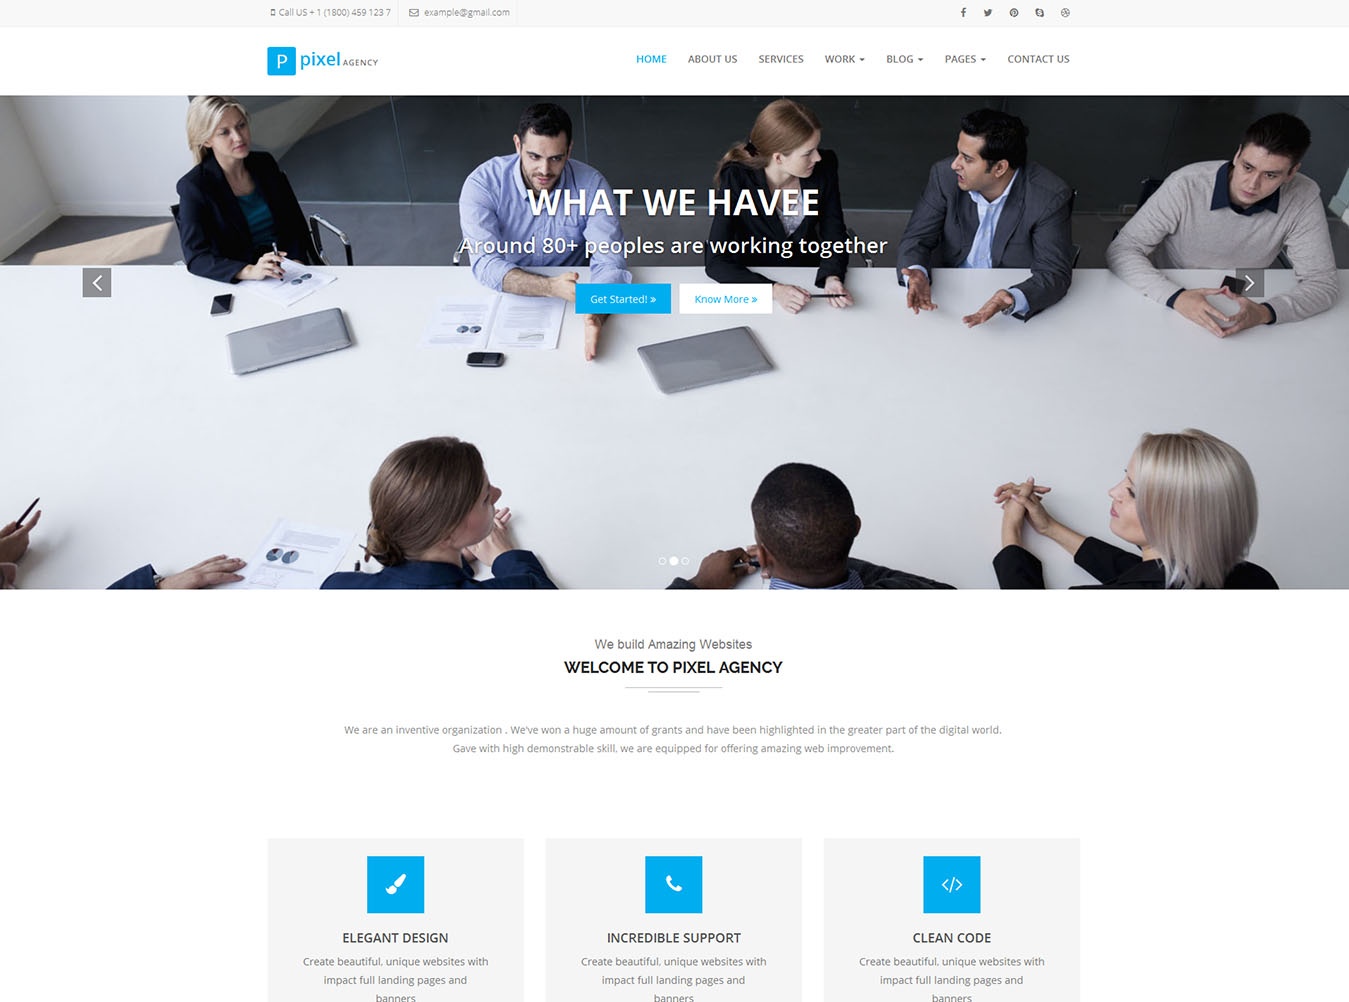 Call US + 1 (1800) 459 123 7
example@gmail.com
P pixel AGENCY
HOME ABOUT US SERVICES WORK BLOG PAGES CONTACT US
WHAT WE HAVEE
Around 80+ peoples are working together
Get Started! »
Know More »
We build Amazing Websites
WELCOME TO PIXEL AGENCY
We are an inventive organization . We've won a huge amount of grants and have been highlighted in the greater part of the digital world.
Gave with high demonstrable skill, we are equipped for offering amazing web improvement.
ELEGANT DESIGN
Create beautiful, unique websites with
impact full landing pages and
banners
INCREDIBLE SUPPORT
Create beautiful, unique websites with
impact full landing pages and
banners
CLEAN CODE
Create beautiful, unique websites with
impact full landing pages and
banners